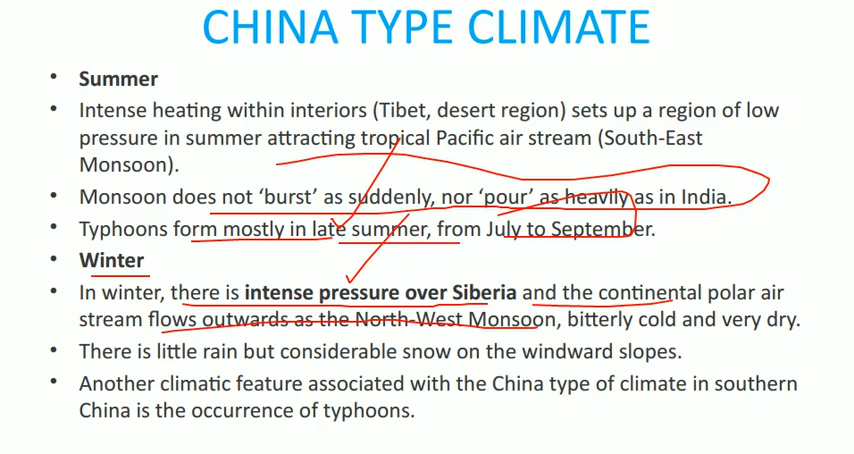 CHINA TYPE CLIMATE
• Summer
• Intense heating within interiors (Tibet, desert region) sets up a region of low
pressure in summer attracting tropical Pacific air stream (South-East
Monsoon).
• Monsoon does not ‘burst’ as suddenly, nor ‘pour’ as heavily as in India.
• Typhoons form mostly in late summer, from July to September.
• Winter
• In winter, there is intense pressure over Siberia and the continental polar air
stream flows outwards as the North-West Monsoon, bitterly cold and very dry.
• There is little rain but considerable snow on the windward slopes.
• Another climatic feature associated with the China type of climate in southern
China is the occurrence of typhoons.